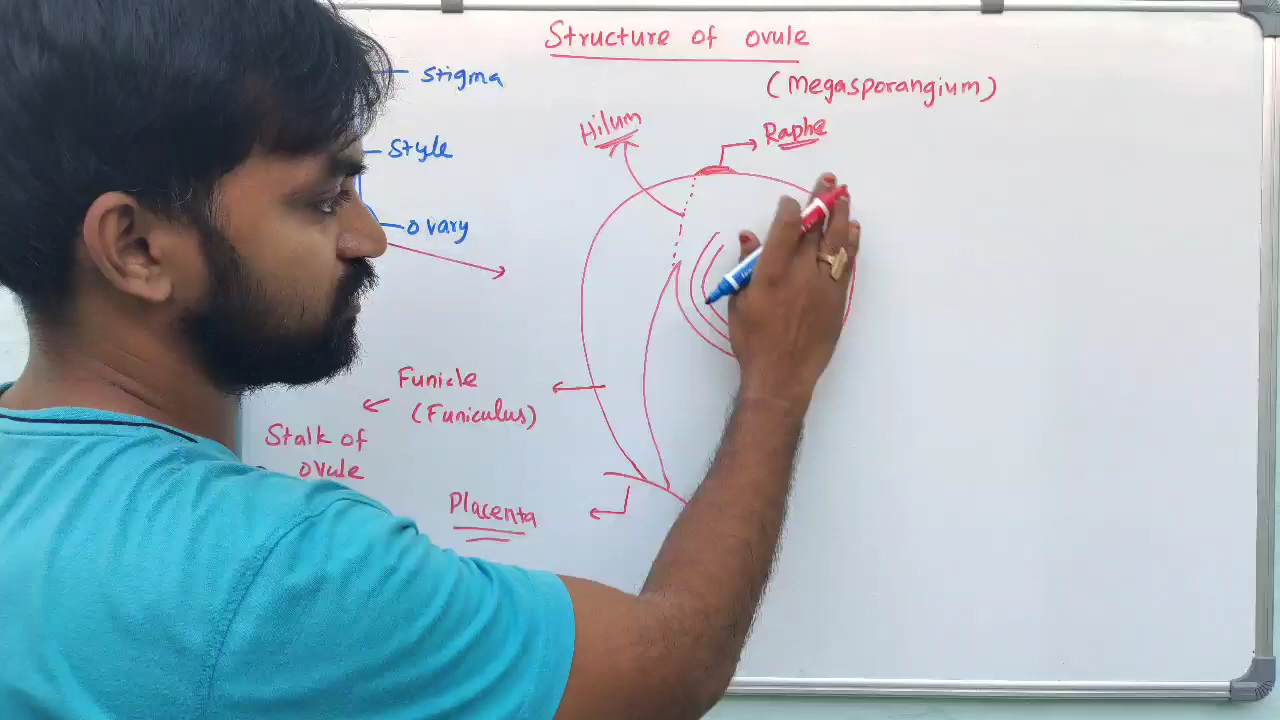 Structure of ovule
(Megasporangium)
stigma
style
ovary
Hilum
Raphe
Funicle
(Funiculus)
Stalk of
ovule
Placenta